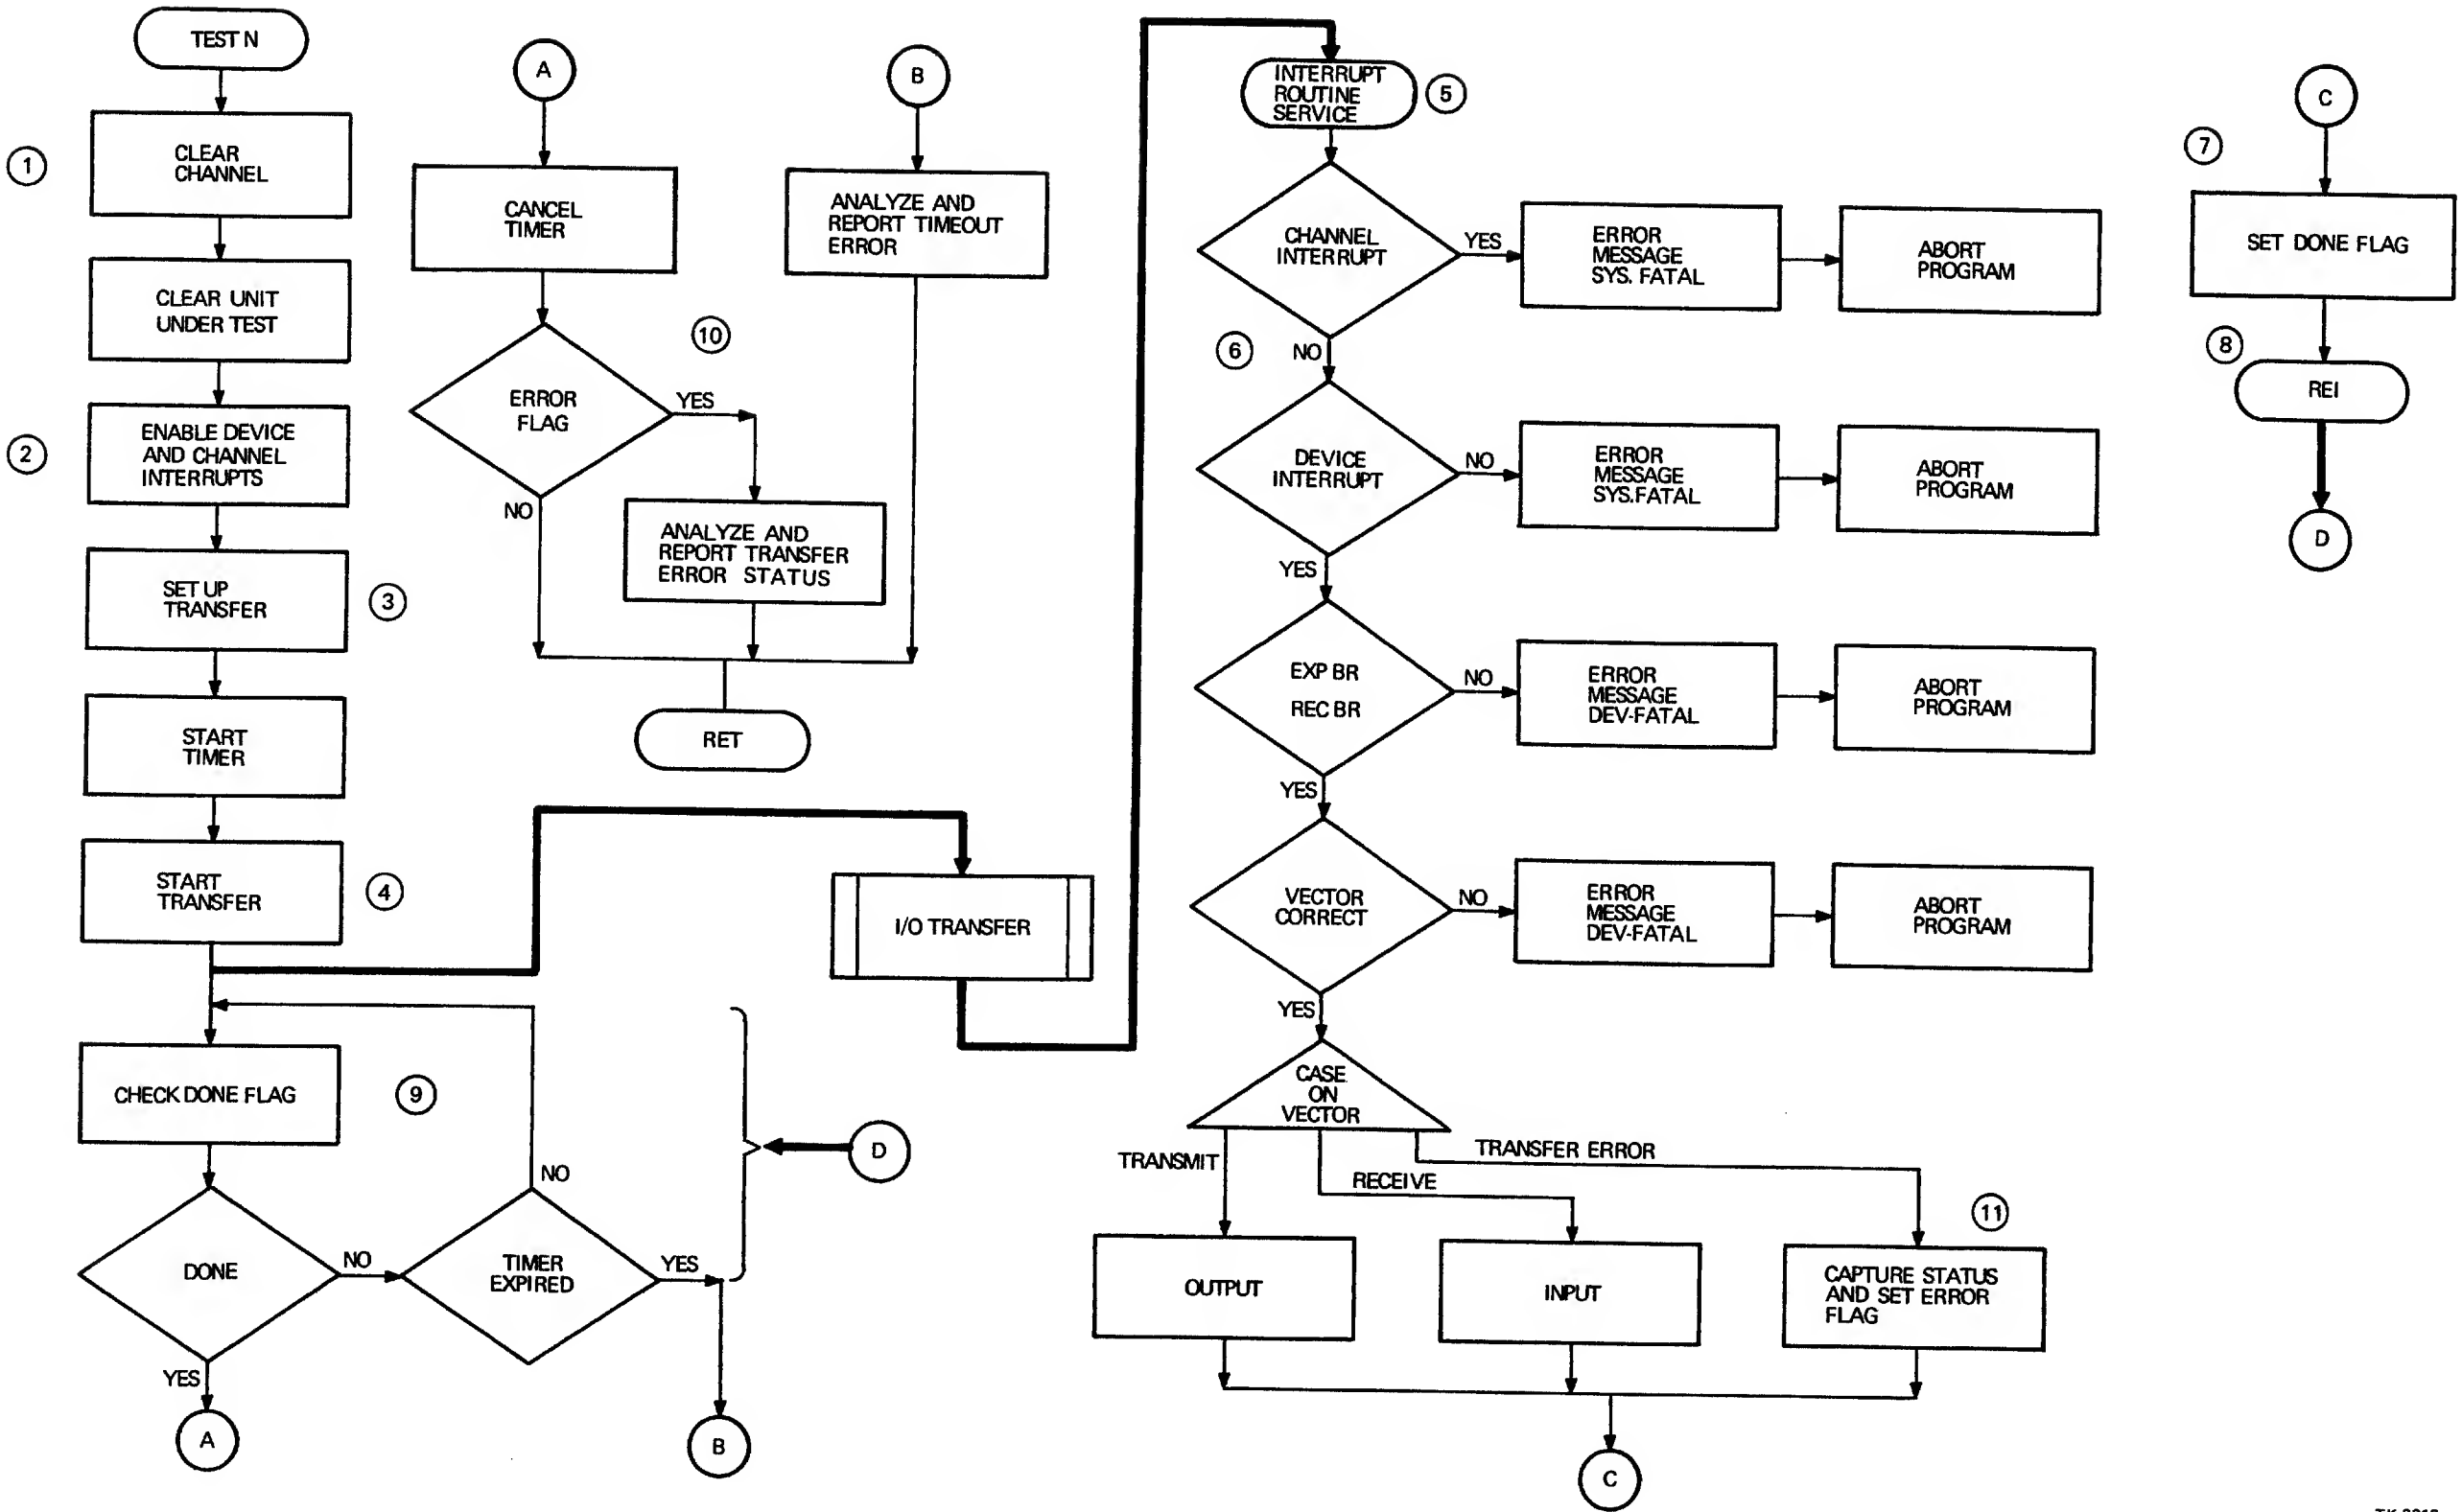 TEST N
1
CLEAR
CHANNEL
CLEAR UNIT
UNDER TEST
2
ENABLE DEVICE
AND CHANNEL
INTERRUPTS
SET UP
TRANSFER
3
START
TIMER
START
TRANSFER
4
CHECK DONE FLAG
9
DONE
NO
YES
A
TIMER
EXPIRED
NO
YES
B
D
A
CANCEL
TIMER
10
ERROR
FLAG
YES
NO
ANALYZE AND
REPORT TRANSFER
ERROR STATUS
B
ANALYZE AND
REPORT TIMEOUT
ERROR
RET
I/O TRANSFER
INTERRUPT
ROUTINE
SERVICE
5
CHANNEL
INTERRUPT
YES
ERROR
MESSAGE
SYS. FATAL
ABORT
PROGRAM
6
NO
DEVICE
INTERRUPT
NO
ERROR
MESSAGE
SYS.FATAL
ABORT
PROGRAM
YES
EXP BR
REC BR
NO
ERROR
MESSAGE
DEV-FATAL
ABORT
PROGRAM
YES
VECTOR
CORRECT
NO
ERROR
MESSAGE
DEV-FATAL
ABORT
PROGRAM
YES
CASE
ON
VECTOR
TRANSMIT
RECEIVE
TRANSFER ERROR
11
OUTPUT
INPUT
CAPTURE STATUS
AND SET ERROR
FLAG
C
C
7
SET DONE FLAG
8
REI
D